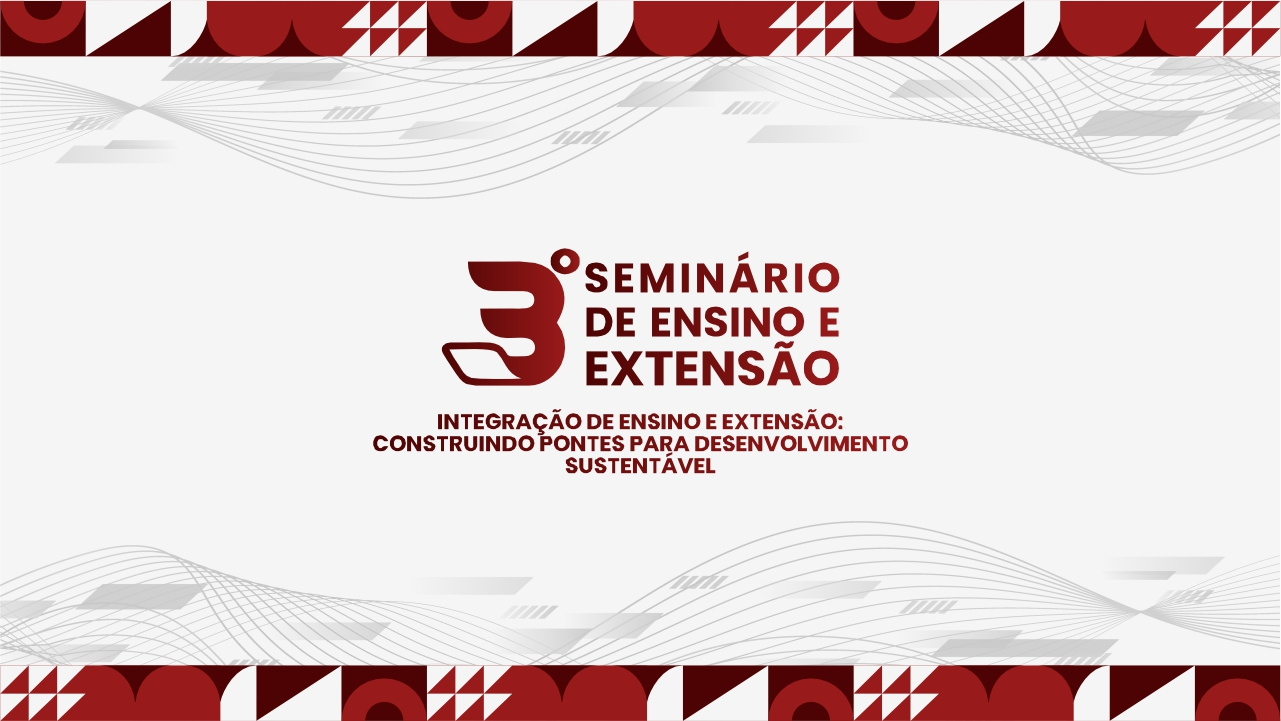 3º SEMINÁRIO
DE ENSINO E
EXTENSÃO
INTEGRAÇÃO DE ENSINO E EXTENSÃO:
CONSTRUINDO PONTES PARA DESENVOLVIMENTO
SUSTENTÁVEL